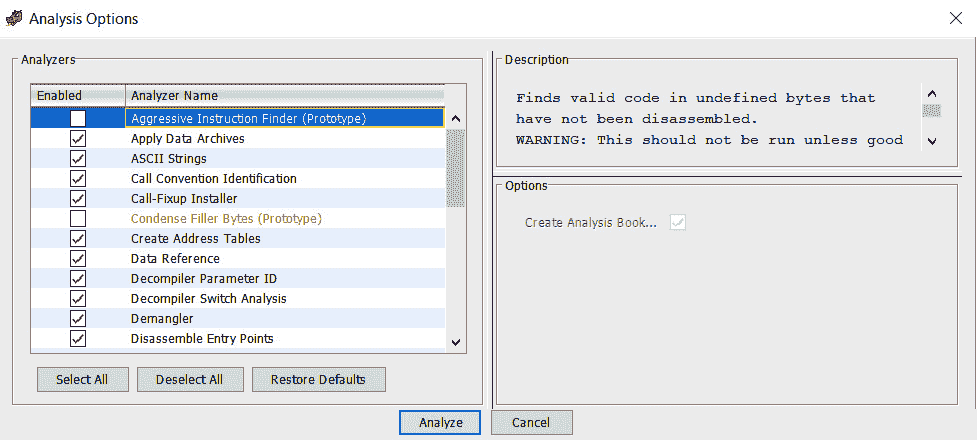 Analysis Options
Analyzers
Enabled Analyzer Name
Aggressive Instruction Finder (Prototype)
Apply Data Archives
ASCII Strings
Call Convention Identification
Call-Fixup Installer
Condense Filler Bytes (Prototype)
Create Address Tables
Data Reference
Decompiler Parameter ID
Decompiler Switch Analysis
Demangler
Disassemble Entry Points
Select All Deselect All Restore Defaults
Description
Finds valid code in undefined bytes that
have not been disassembled.
WARNING: This should not be run unless good
Options
Create Analysis Book...
Analyze Cancel